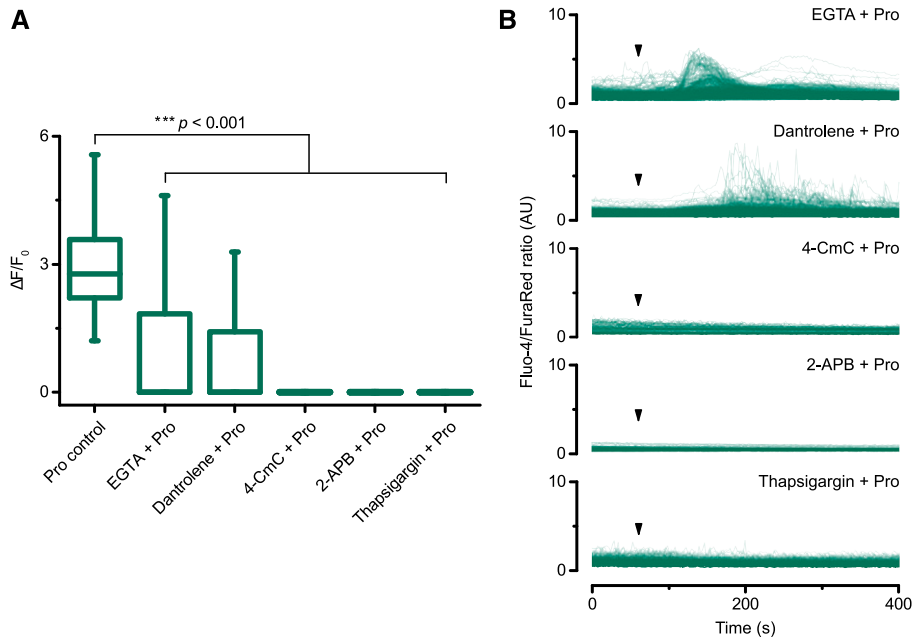 A
*** p < 0.001
6
3
0
ΔF/F0
Pro control
EGTA + Pro
Dantrolene + Pro
4-CmC + Pro
2-APB + Pro
Thapsigargin + Pro
B
Fluo-4/FuraRed ratio (AU)
10
EGTA + Pro
0
10
Dantrolene + Pro
0
10
4-CmC + Pro
0
10
2-APB + Pro
0
10
Thapsigargin + Pro
0
0
200
400
Time (s)